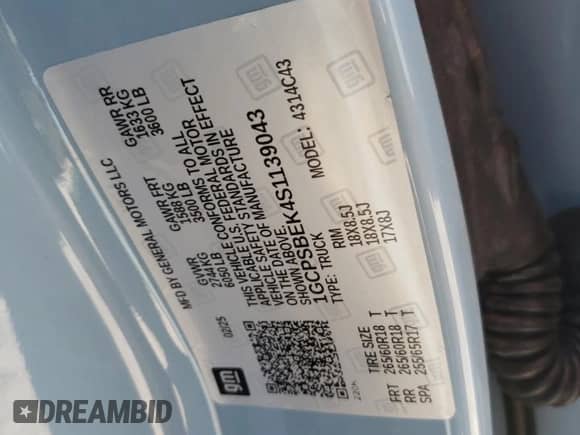 MFD BY GENERAL MOTORS LLC
02/25 GVWR GAWR FRT GAWR RR
2744 KG 1588 KG 1633 KG
6050 LB 3500 LB 3600 LB
THIS VEHICLE CONFORMS TO ALL
APPLICABLE U.S. FEDERAL MOTOR VEHICLE
SAFETY STANDARDS IN EFFECT
ON THE DATE OF MANUFACTURE
SHOWN ABOVE.
1GCPSBEK4S1139043
TYPE: TRUCK MODEL: 4314C43
TIRE SIZE RIM
FRT 265/60R18 T 18X8.5J
RR 265/60R18 T 18X8.5J
SPA 255/65R17 T 17X8J
gm
DREAMBID